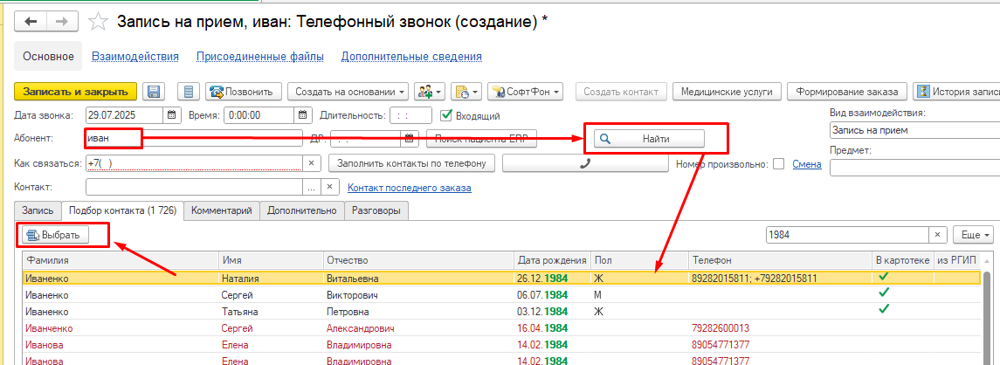 Запись на прием, иван: Телефонный звонок (создание) *
Основное Взаимодействия Присоединенные файлы Дополнительные сведения
Записать и закрыть Позвонить Создать на основании СофтФон Создать контакт Медицинские услуги Формирование заказа История запис
Дата звонка: 29.07.2025 Время: 0:00:00 Длительность: : : Входящий Вид взаимодействия:
Абонент: иван ДР: . . Поиск пациента ЕРП Найти Запись на прием
Как связаться: +7( ) Заполнить контакты по телефону Номер произвольно: Смена Предмет:
Контакт: ... Контакт последнего заказа
Запись Подбор контакта (1 726) Комментарий Дополнительно Разговоры
Выбрать 1984 Еще
Фамилия Имя Отчество Дата рождения Пол Телефон В картотеке из РГИП
Иваненко Наталия Витальевна 26.12.1984 Ж 89282015811; +79282015811
Иваненко Сергей Викторович 06.07.1984 М
Иваненко Татьяна Петровна 03.12.1984 Ж
Иванченко Сергей Александрович 16.04.1984 79282600013
Иванова Елена Владимировна 14.02.1984 89054771377
Иванова Елена Владимировна 14.02.1984 89054771377